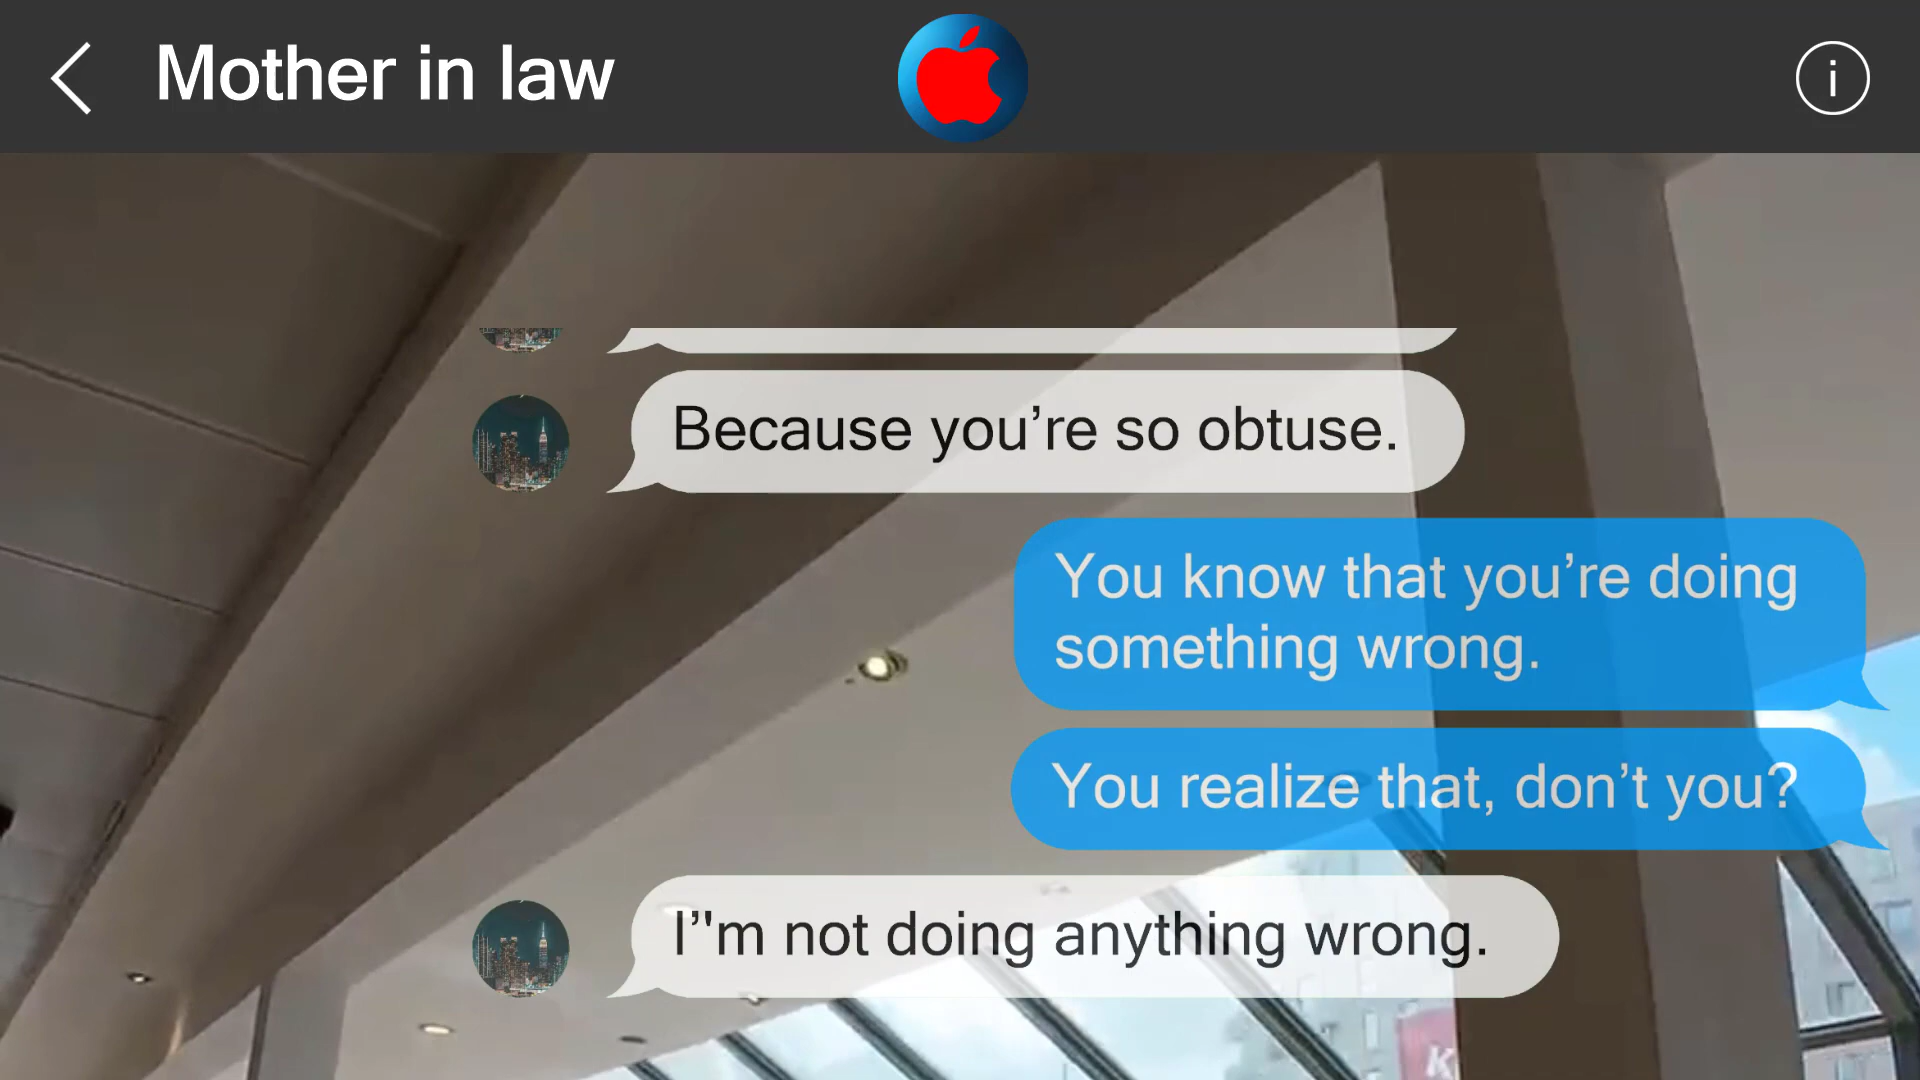 Mother in law
i
Because you’re so obtuse.
You know that you’re doing
something wrong.
You realize that, don’t you?
I’'m not doing anything wrong.
K